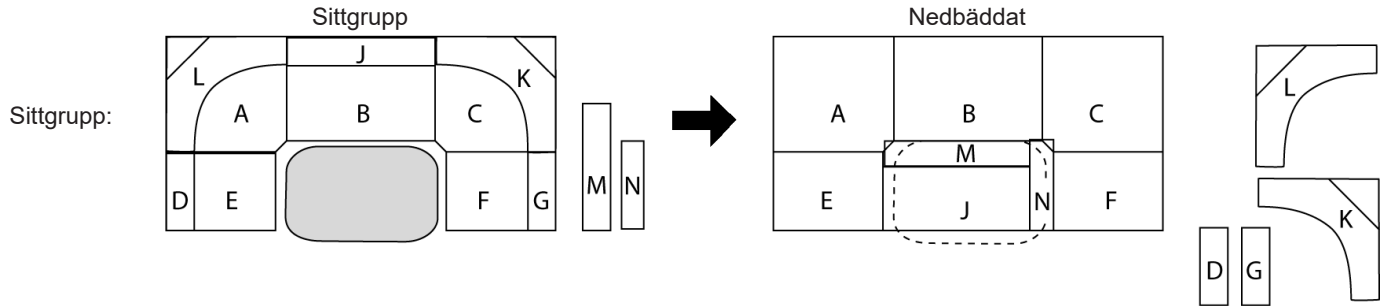 Sittgrupp
Nedbäddat
Sittgrupp:
L
J
K
A
B
C
D
E
F
G
M
N
A
B
C
M
E
J
N
F
L
K
D
G